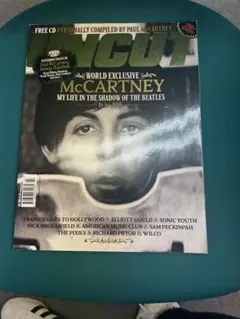 FREE CD PERSONALLY COMPILED BY PAUL McCARTNEY
UNCUT
WORLD EXCLUSIVE
McCARTNEY
MY LIFE IN THE SHADOW OF THE BEATLES
FRANKIE GOES TO HOLLYWOOD & ELLIOTT GOULD & SONIC YOUTH
NICK BROOMFIELD & AMERICAN MUSIC CLUB & SAM PECKINPAH
THE PIXIES & RICHARD PRYOR & WILCO